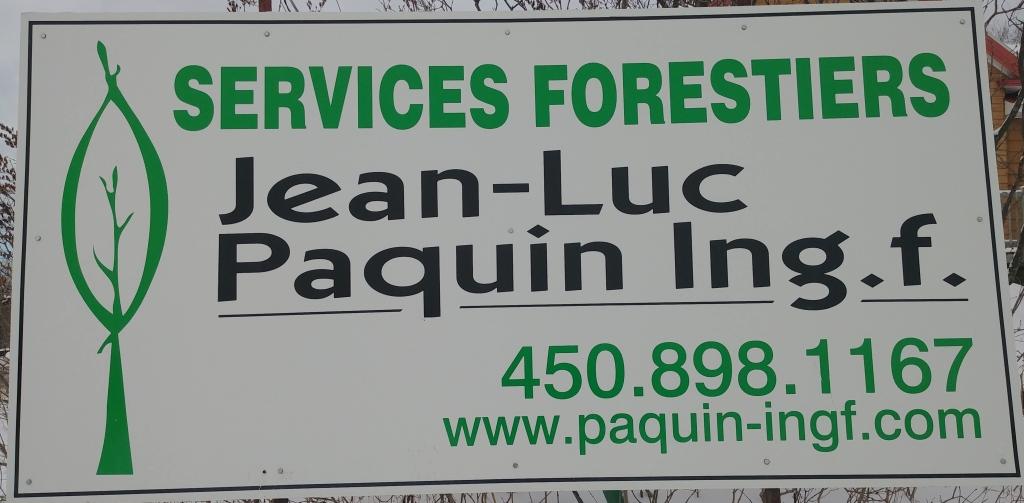 SERVICES FORESTIERS
Jean-Luc
Paquin Ing.f.
450.898.1167
www.paquin-ingf.com